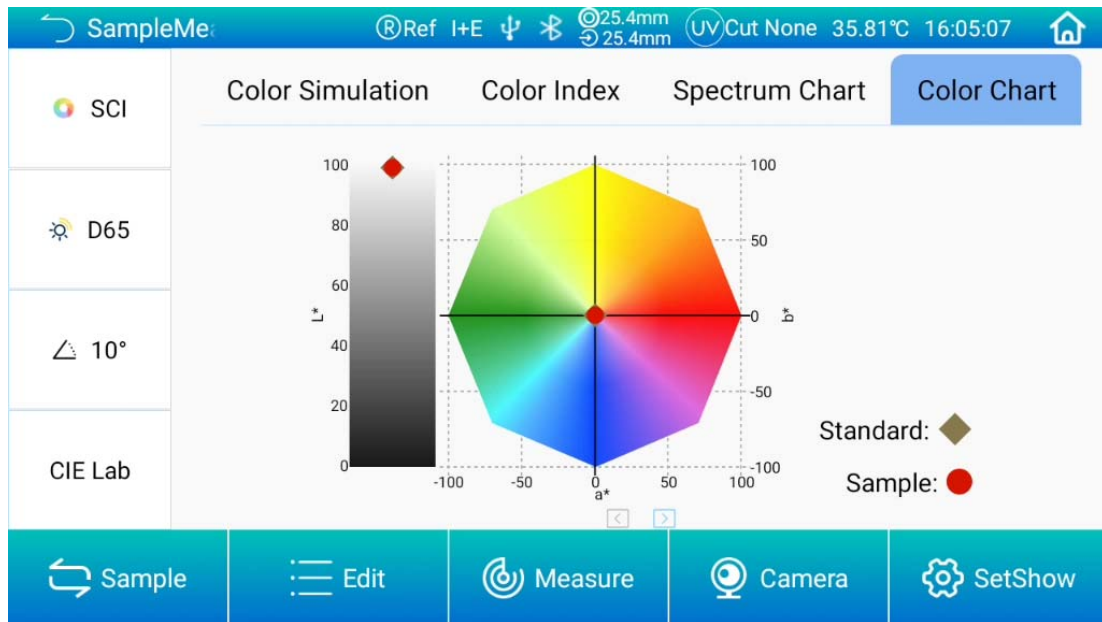 SampleMe
®Ref I+E 25.4mm 25.4mm UV Cut None 35.81℃ 16:05:07
SCI
D65
10°
CIE Lab
Color Simulation Color Index Spectrum Chart Color Chart
100
80
60
40
20
0
L*
100
50
0
-50
-100
b*
-100 -50 0 50 100
a*
< >
Standard:
Sample:
Sample Edit Measure Camera SetShow